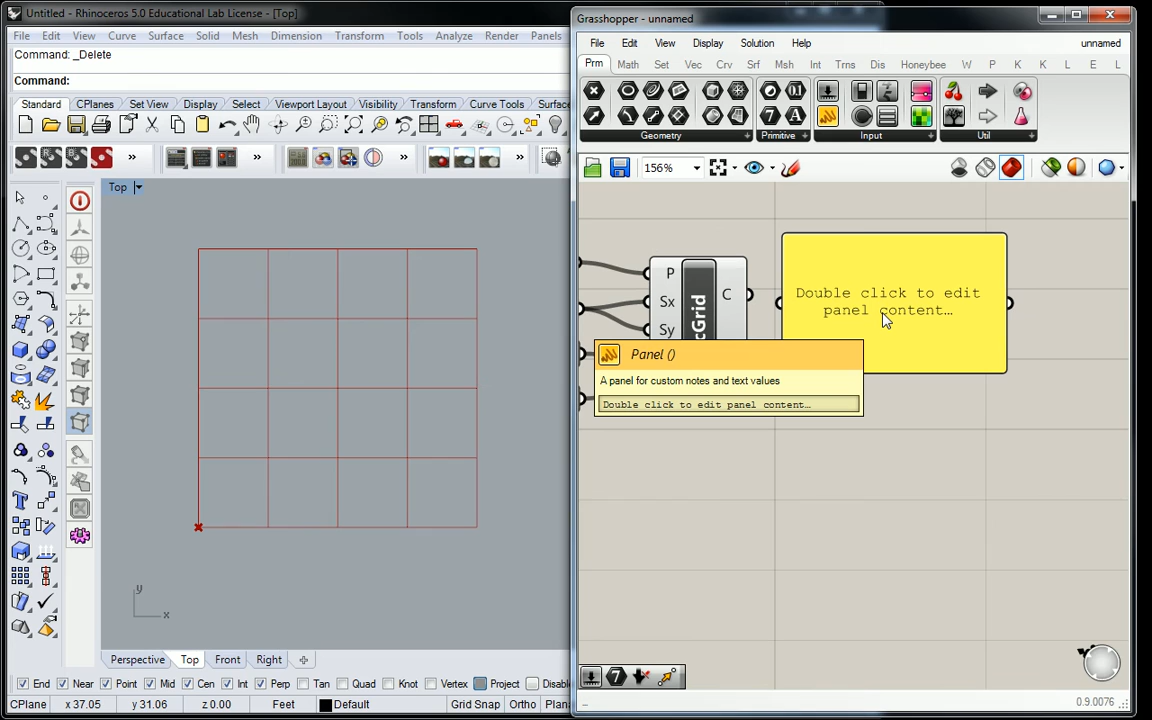 Untitled - Rhinoceros 5.0 Educational Lab License - [Top]
File Edit View Curve Surface Solid Mesh Dimension Transform Tools Analyze Render Panels
Command: _Delete
Command:
Standard CPlanes Set View Display Select Viewport Layout Visibility Transform Curve Tools Surface
» » » »
Top
y
x
Perspective Top Front Right
End Near Point Mid Cen Int Perp Tan Quad Knot Vertex Project Disable
CPlane x 37.05 y 31.06 z 0.00 Feet Default Grid Snap Ortho Plana
Grasshopper - unnamed
File Edit View Display Solution Help unnamed
Prm Math Set Vec Crv Srf Msh Int Trns Dis Honeybee W P K K L E L
Geometry Primitive Input Util
156%
P
Sx
Sy
C
cGrid
Double click to edit
panel content…
Panel ()
A panel for custom notes and text values
Double click to edit panel content…
0.9.0076